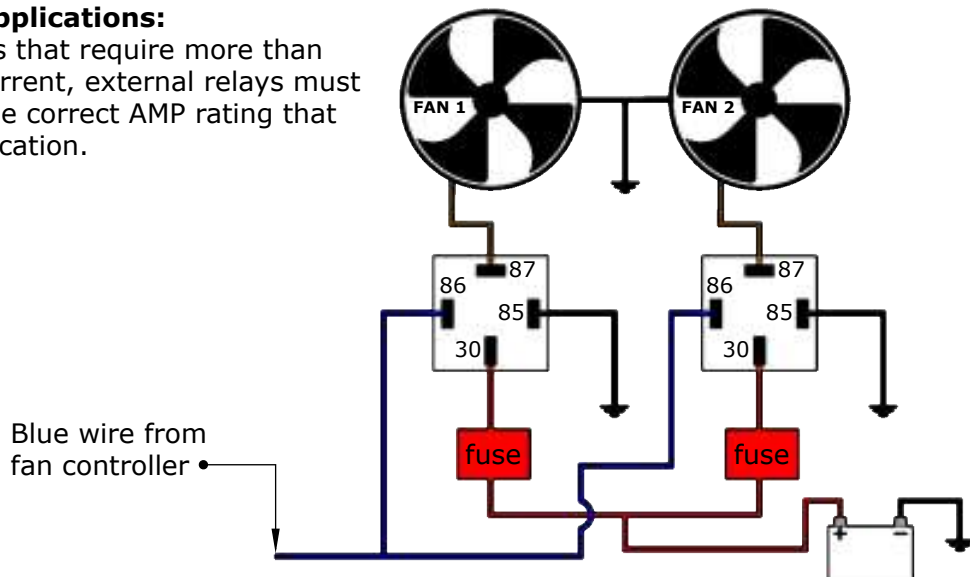 pplications:
s that require more than
rrent, external relays must
e correct AMP rating that
cation.
FAN 1
FAN 2
87
86
85
30
87
86
85
30
fuse
fuse
Blue wire from
fan controller
+
−